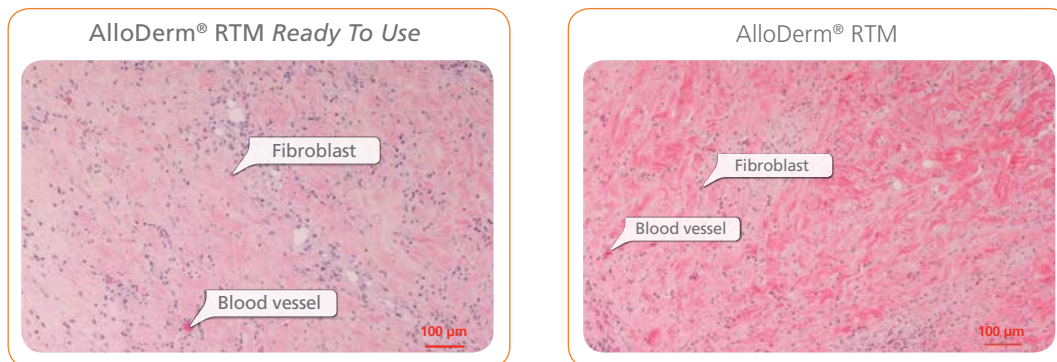 AlloDerm® RTM Ready To Use
Fibroblast
Blood vessel
100 µm
AlloDerm® RTM
Fibroblast
Blood vessel
100 µm